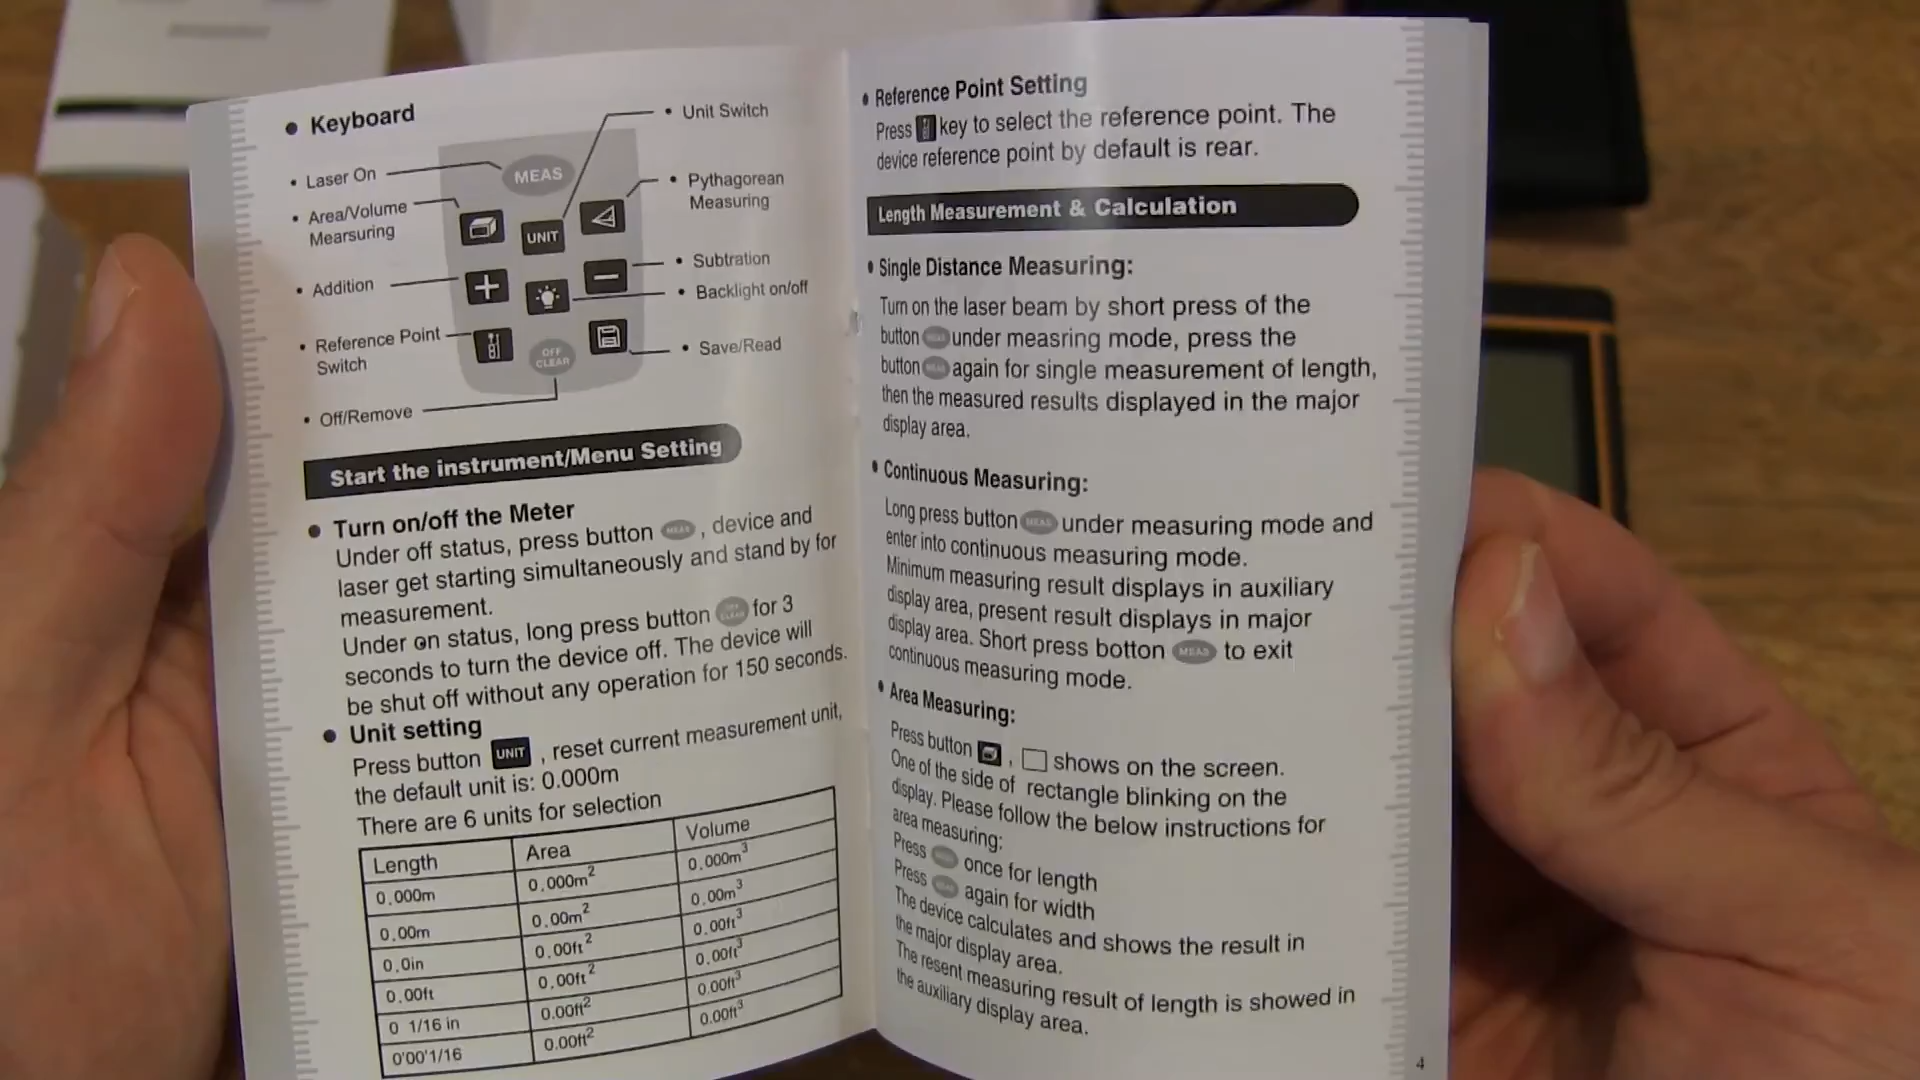 ● Keyboard
• Unit Switch
• Laser On
MEAS
• Area/Volume
Mearsuring
• Pythagorean
Measuring
UNIT
• Addition
• Subtration
• Backlight on/off
• Reference Point
Switch
OFF
CLEAR
• Save/Read
• Off/Remove
Start the instrument/Menu Setting
● Turn on/off the Meter
Under off status, press button MEAS , device and
laser get starting simultaneously and stand by for
measurement.
Under on status, long press button OFF CLEAR for 3
seconds to turn the device off. The device will
be shut off without any operation for 150 seconds.
● Unit setting
Press button UNIT , reset current measurement unit,
the default unit is: 0.000m
There are 6 units for selection
Length Area Volume
0.000m 0.000m² 0.000m³
0.00m 0.00m² 0.00m³
0.0in 0.00ft² 0.00ft³
0.00ft 0.00ft² 0.00ft³
0 1/16 in 0.00ft² 0.00ft³
0'00'1/16 0.00ft² 0.00ft³
• Reference Point Setting
Press key to select the reference point. The
device reference point by default is rear.
Length Measurement & Calculation
• Single Distance Measuring:
Turn on the laser beam by short press of the
button MEAS under measring mode, press the
button MEAS again for single measurement of length,
then the measured results displayed in the major
display area.
• Continuous Measuring:
Long press button MEAS under measuring mode and
enter into continuous measuring mode.
Minimum measuring result displays in auxiliary
display area, present result displays in major
display area. Short press botton MEAS to exit
continuous measuring mode.
• Area Measuring:
Press button , shows on the screen.
One of the side of rectangle blinking on the
display. Please follow the below instructions for
area measuring:
Press MEAS once for length
Press MEAS again for width
The device calculates and shows the result in
the major display area.
The resent measuring result of length is showed in
the auxiliary display area.
4